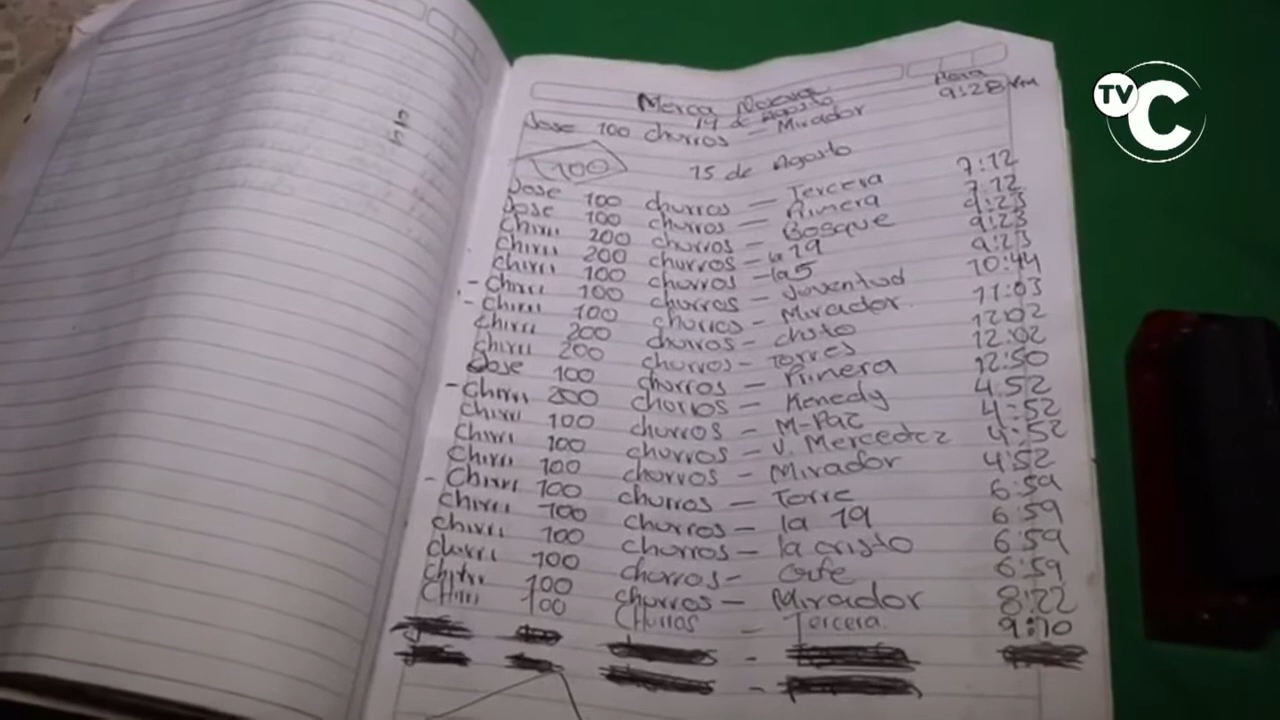 Merca Nueva
Hora
14 de Agosto
9:28 Pm
Jose 100 churros – Mirador
100
15 de Agosto
Jose 100 churros – Tercera 7:12
Jose 100 churros – Pinera 7:12
Chirri 200 churros – Bosque 9:23
Chirri 200 churros – la 19 9:23
Chirri 100 churros – la 5 9:23
- Chirri 100 churros – Joventud 10:44
- Chirri 100 churros – Mirador 11:03
Chirri 200 churros – christo 12:02
Chirri 200 churros – Torres 12:02
Jose 100 churros – Pinera 12:50
- Chirri 200 churros – Kenedy 4:52
Chirri 100 churros – M-Paz 4:52
Chirri 100 churros – V. Mercedez 4:52
Chirri 100 churros – Mirador 4:52
- Chirri 100 churros – Torre 6:59
Chirri 100 churros – la 19 6:59
Chirri 100 churros – la cristo 6:59
Chirri 100 churros – 6:59
Chirri 100 churros – Mirador 8:22
Chirri 100 Churros – Tercera 9:10
TVC